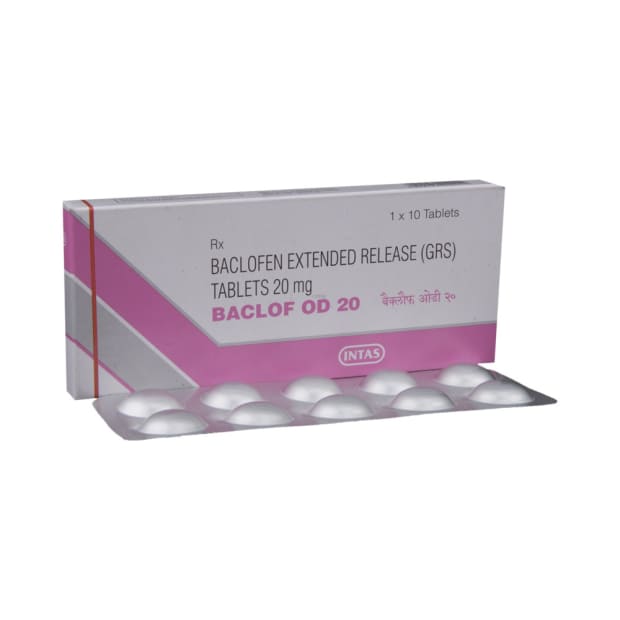 1 x 10 Tablets
Rx
BACLOFEN EXTENDED RELEASE (GRS)
TABLETS 20 mg
BACLOF OD 20 बैक्लौफ ओडी २०
INTAS